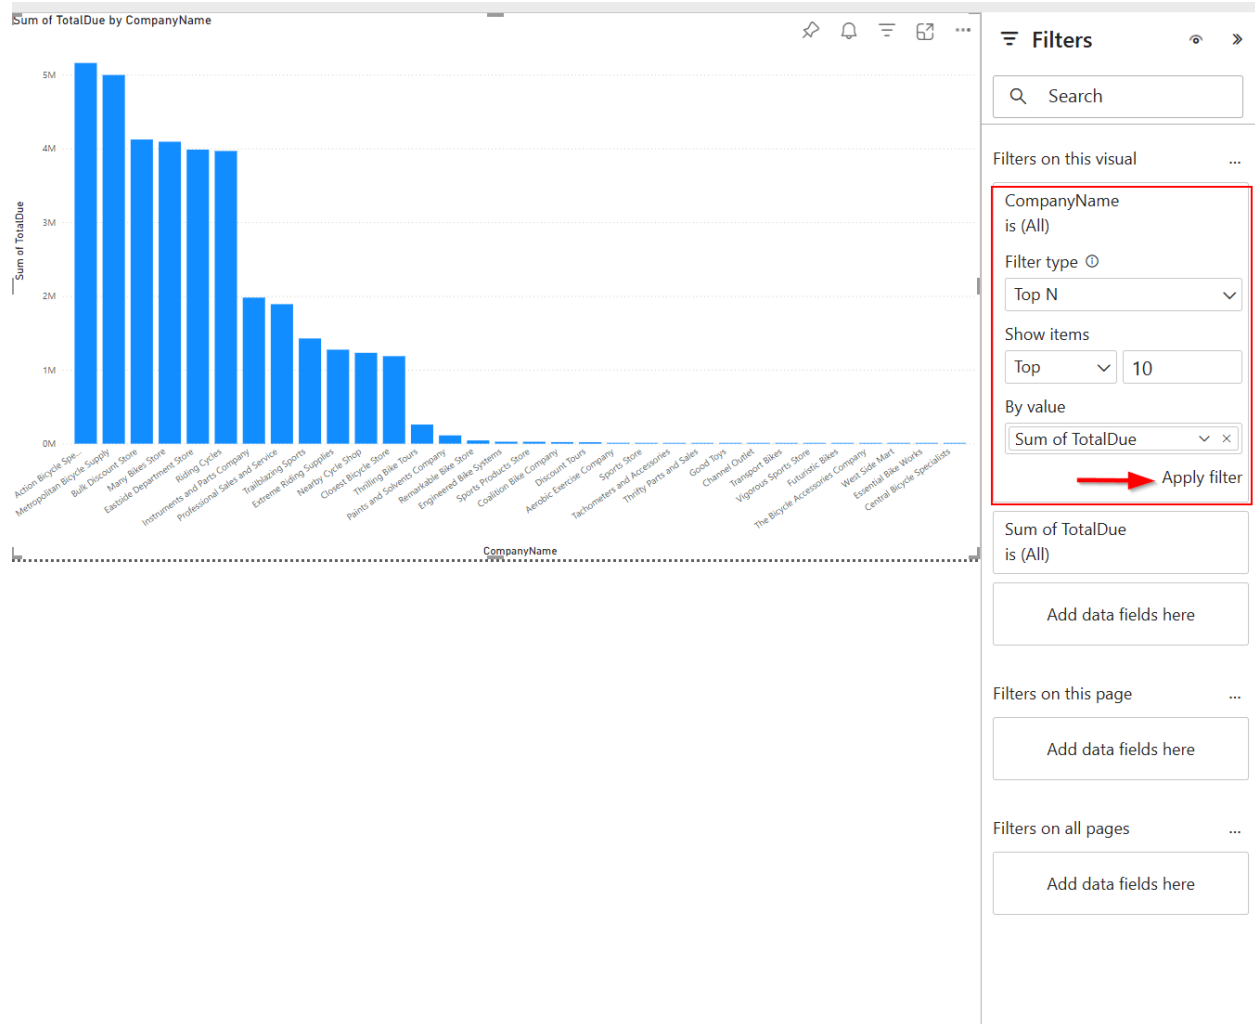 Sum of TotalDue by CompanyName
Sum of TotalDue
5M
4M
3M
2M
1M
0M
Action Bicycle Spe...
Metropolitan Bicycle Supply
Bulk Discount Store
Many Bikes Store
Eastside Department Store
Riding Cycles
Instruments and Parts Company
Professional Sales and Service
Trailblazing Sports
Extreme Riding Supplies
Nearby Cycle Shop
Closest Bicycle Store
Thrilling Bike Tours
Paints and Solvents Company
Remarkable Bike Store
Engineered Bike Systems
Sports Products Store
Coalition Bike Company
Discount Tours
Aerobic Exercise Company
Sports Store
Tachometers and Accessories
Thrifty Parts and Sales
Good Toys
Channel Outlet
Transport Bikes
Vigorous Sports Store
Futuristic Bikes
The Bicycle Accessories Company
West Side Mart
Essential Bike Works
Central Bicycle Specialists
CompanyName
Filters
Search
Filters on this visual ...
CompanyName
is (All)
Filter type
Top N
Show items
Top 10
By value
Sum of TotalDue
Apply filter
Sum of TotalDue
is (All)
Add data fields here
Filters on this page ...
Add data fields here
Filters on all pages ...
Add data fields here